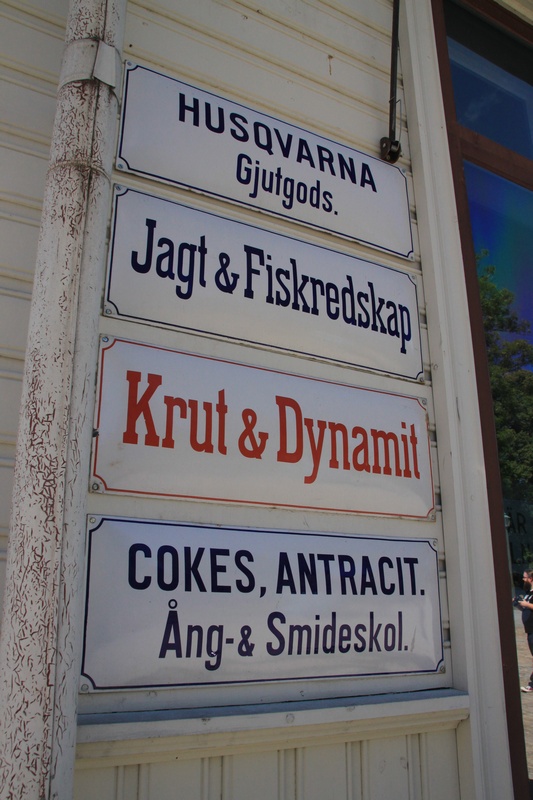 HUSQVARNA
Gjutgods.
Jagt & Fiskredskap
Krut & Dynamit
COKES, ANTRACIT.
Ång- & Smideskol.